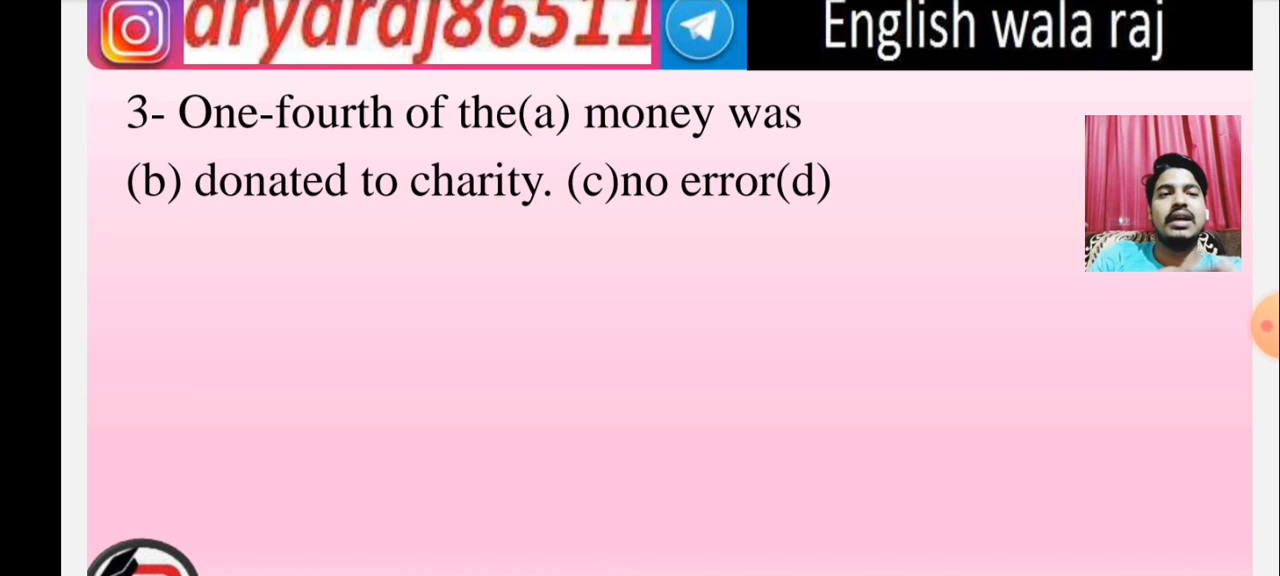 aryaraj86511 English wala raj
3- One-fourth of the(a) money was
(b) donated to charity. (c)no error(d)